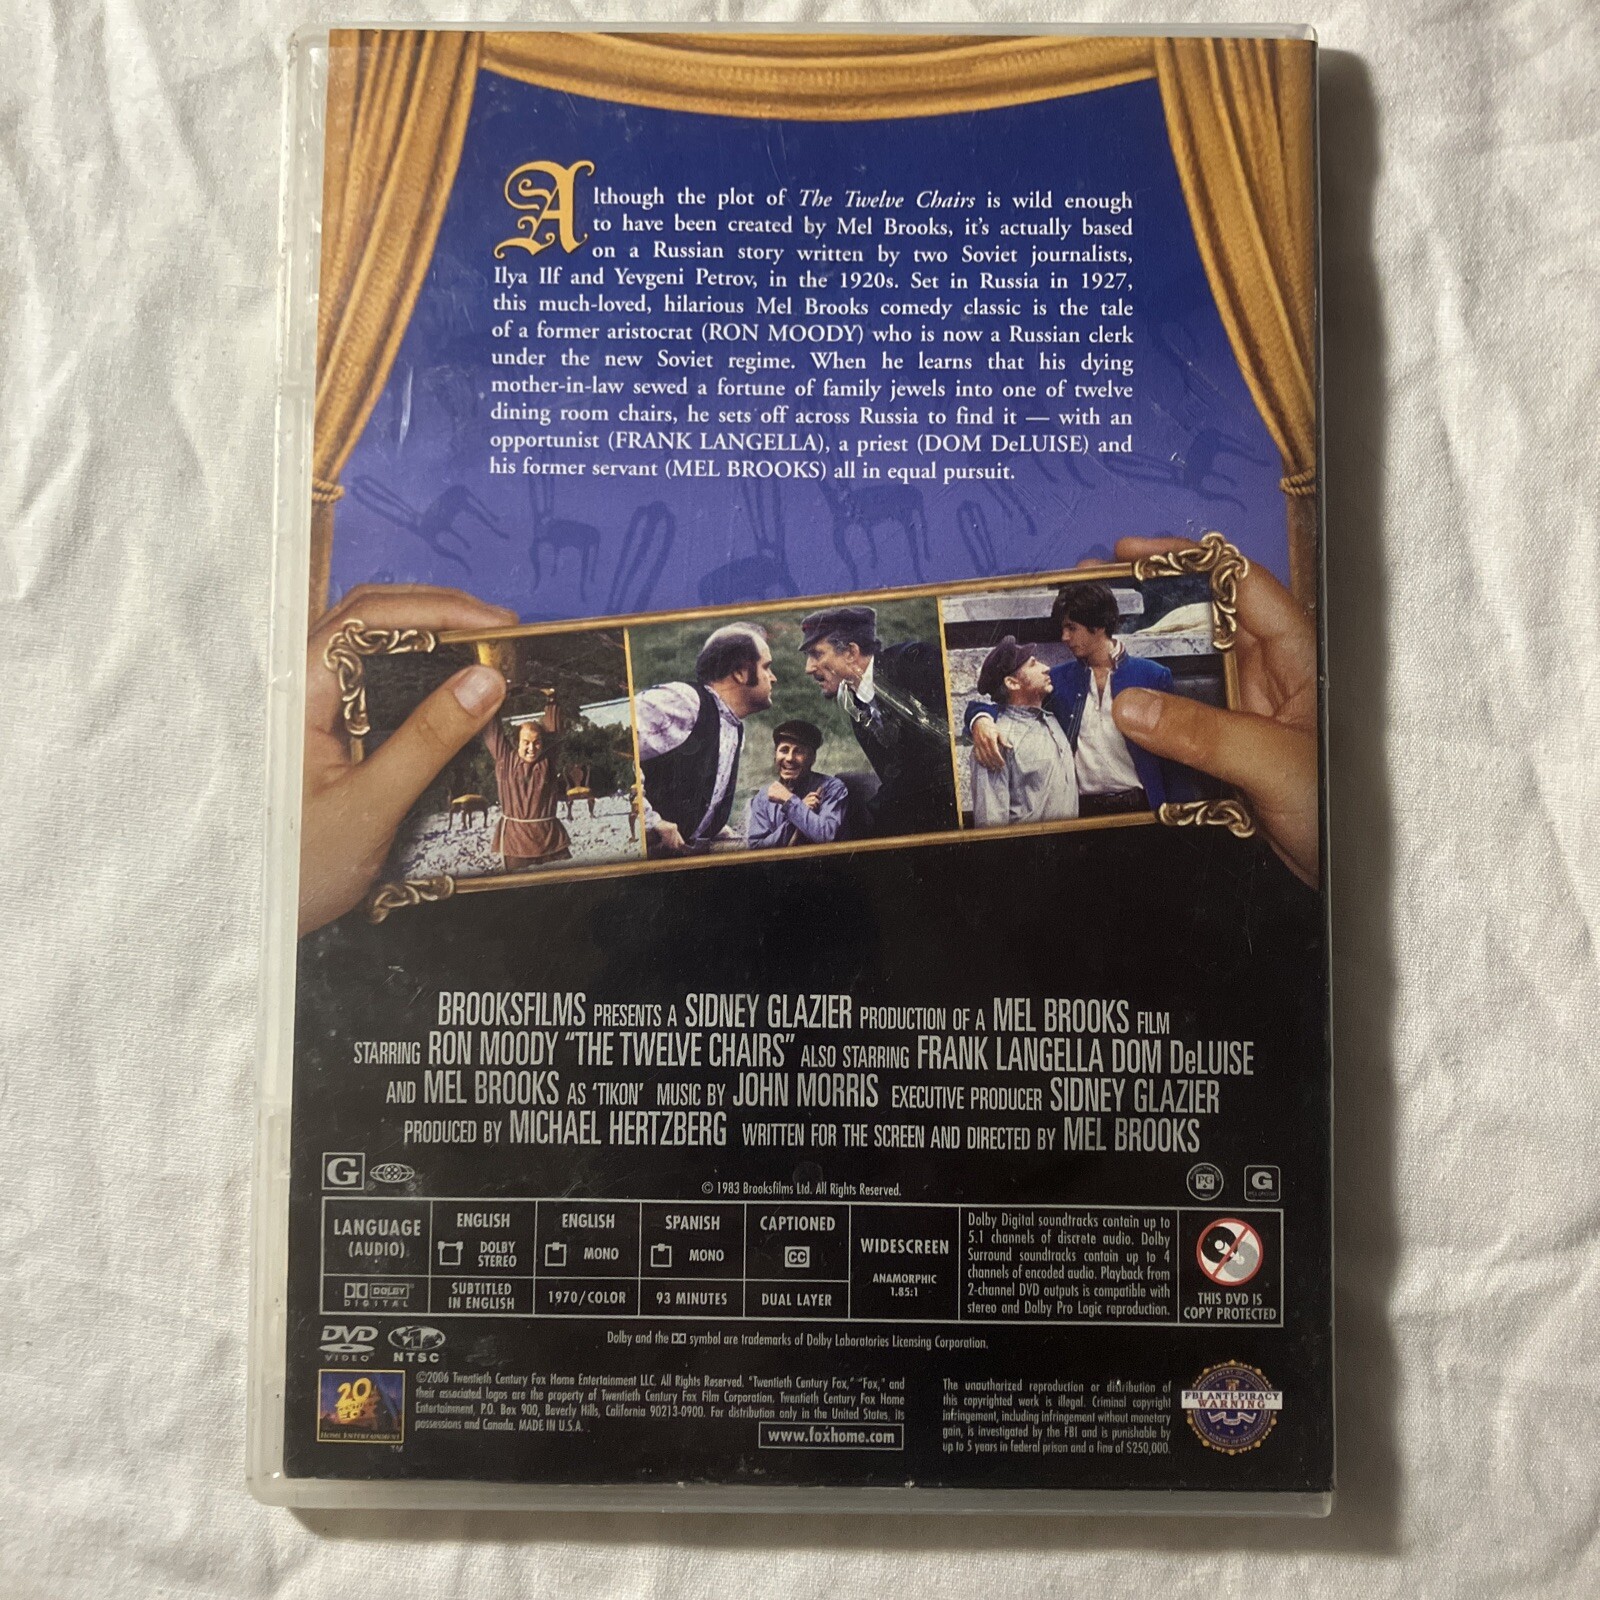 Although the plot of The Twelve Chairs is wild enough
to have been created by Mel Brooks, it's actually based
on a Russian story written by two Soviet journalists,
Ilya Ilf and Yevgeni Petrov, in the 1920s. Set in Russia in 1927,
this much-loved, hilarious Mel Brooks comedy classic is the tale
of a former aristocrat (RON MOODY) who is now a Russian clerk
under the new Soviet regime. When he learns that his dying
mother-in-law sewed a fortune of family jewels into one of twelve
dining room chairs, he sets off across Russia to find it — with an
opportunist (FRANK LANGELLA), a priest (DOM DeLUISE) and
his former servant (MEL BROOKS) all in equal pursuit.
BROOKSFILMS PRESENTS A SIDNEY GLAZIER PRODUCTION OF A MEL BROOKS FILM
STARRING RON MOODY "THE TWELVE CHAIRS" ALSO STARRING FRANK LANGELLA DOM DeLUISE
AND MEL BROOKS AS 'TIKON' MUSIC BY JOHN MORRIS EXECUTIVE PRODUCER SIDNEY GLAZIER
PRODUCED BY MICHAEL HERTZBERG WRITTEN FOR THE SCREEN AND DIRECTED BY MEL BROOKS
G ®
© 1983 Brooksfilms Ltd. All Rights Reserved.
PG
G
LANGUAGE
(AUDIO)
ENGLISH
DOLBY
STEREO
ENGLISH
MONO
SPANISH
MONO
CAPTIONED
CC
WIDESCREEN
ANAMORPHIC
1.85:1
DOLBY
DIGITAL
SUBTITLED
IN ENGLISH
1970/COLOR
93 MINUTES
DUAL LAYER
Dolby Digital soundtracks contain up to
5.1 channels of discrete audio. Dolby
Surround soundtracks contain up to 4
channels of encoded audio. Playback from
2-channel DVD outputs is compatible with
stereo and Dolby Pro Logic reproduction.
THIS DVD IS
COPY PROTECTED
DVD
VIDEO
NTSC
Dolby and the symbol are trademarks of Dolby Laboratories Licensing Corporation.
20
CENTURY
FOX
HOME ENTERTAINMENT
TM
©2006 Twentieth Century Fox Home Entertainment LLC. All Rights Reserved. "Twentieth Century Fox," "Fox," and
their associated logos are the property of Twentieth Century Fox Film Corporation. Twentieth Century Fox Home
Entertainment, P.O. Box 900, Beverly Hills, California 90213-0900. For distribution only in the United States, its
possessions and Canada. MADE IN U.S.A.
www.foxhome.com
The unauthorized reproduction or distribution of
this copyrighted work is illegal. Criminal copyright
infringement, including infringement without monetary
gain, is investigated by the FBI and is punishable by
up to 5 years in federal prison and a fine of $250,000.
FBI ANTI-PIRACY
WARNING